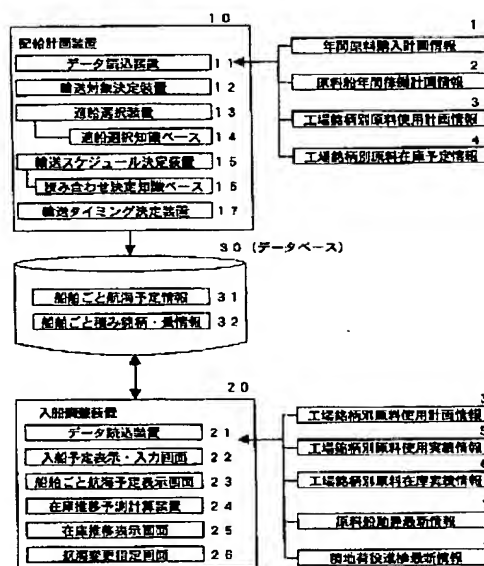 10
配船計画装置
データ読込装置 11
輸送対象決定装置 12
適船選択装置 13
適船選択知識ベース 14
輸送スケジュール決定装置 15
積み合わせ決定知識ベース 16
輸送タイミング決定装置 17
1
年間原料購入計画情報
2
原料船年間稼働計画情報
3
工場銘柄別原料使用計画情報
4
工場銘柄別原料在庫予定情報
30(データベース)
船舶ごと航海予定情報 31
船舶ごと積み銘柄・量情報 32
20
入船調整装置
データ読込装置 21
入船予定表示・入力画面 22
船舶ごと航海予定表示画面 23
在庫推移予測計算装置 24
在庫推移表示画面 25
航海変更指定画面 26
工場銘柄別原料使用計画情報
工場銘柄別原料使用実績情報
工場銘柄別原料在庫実績情報
原料船動静最新情報
積地荷役進捗最新情報